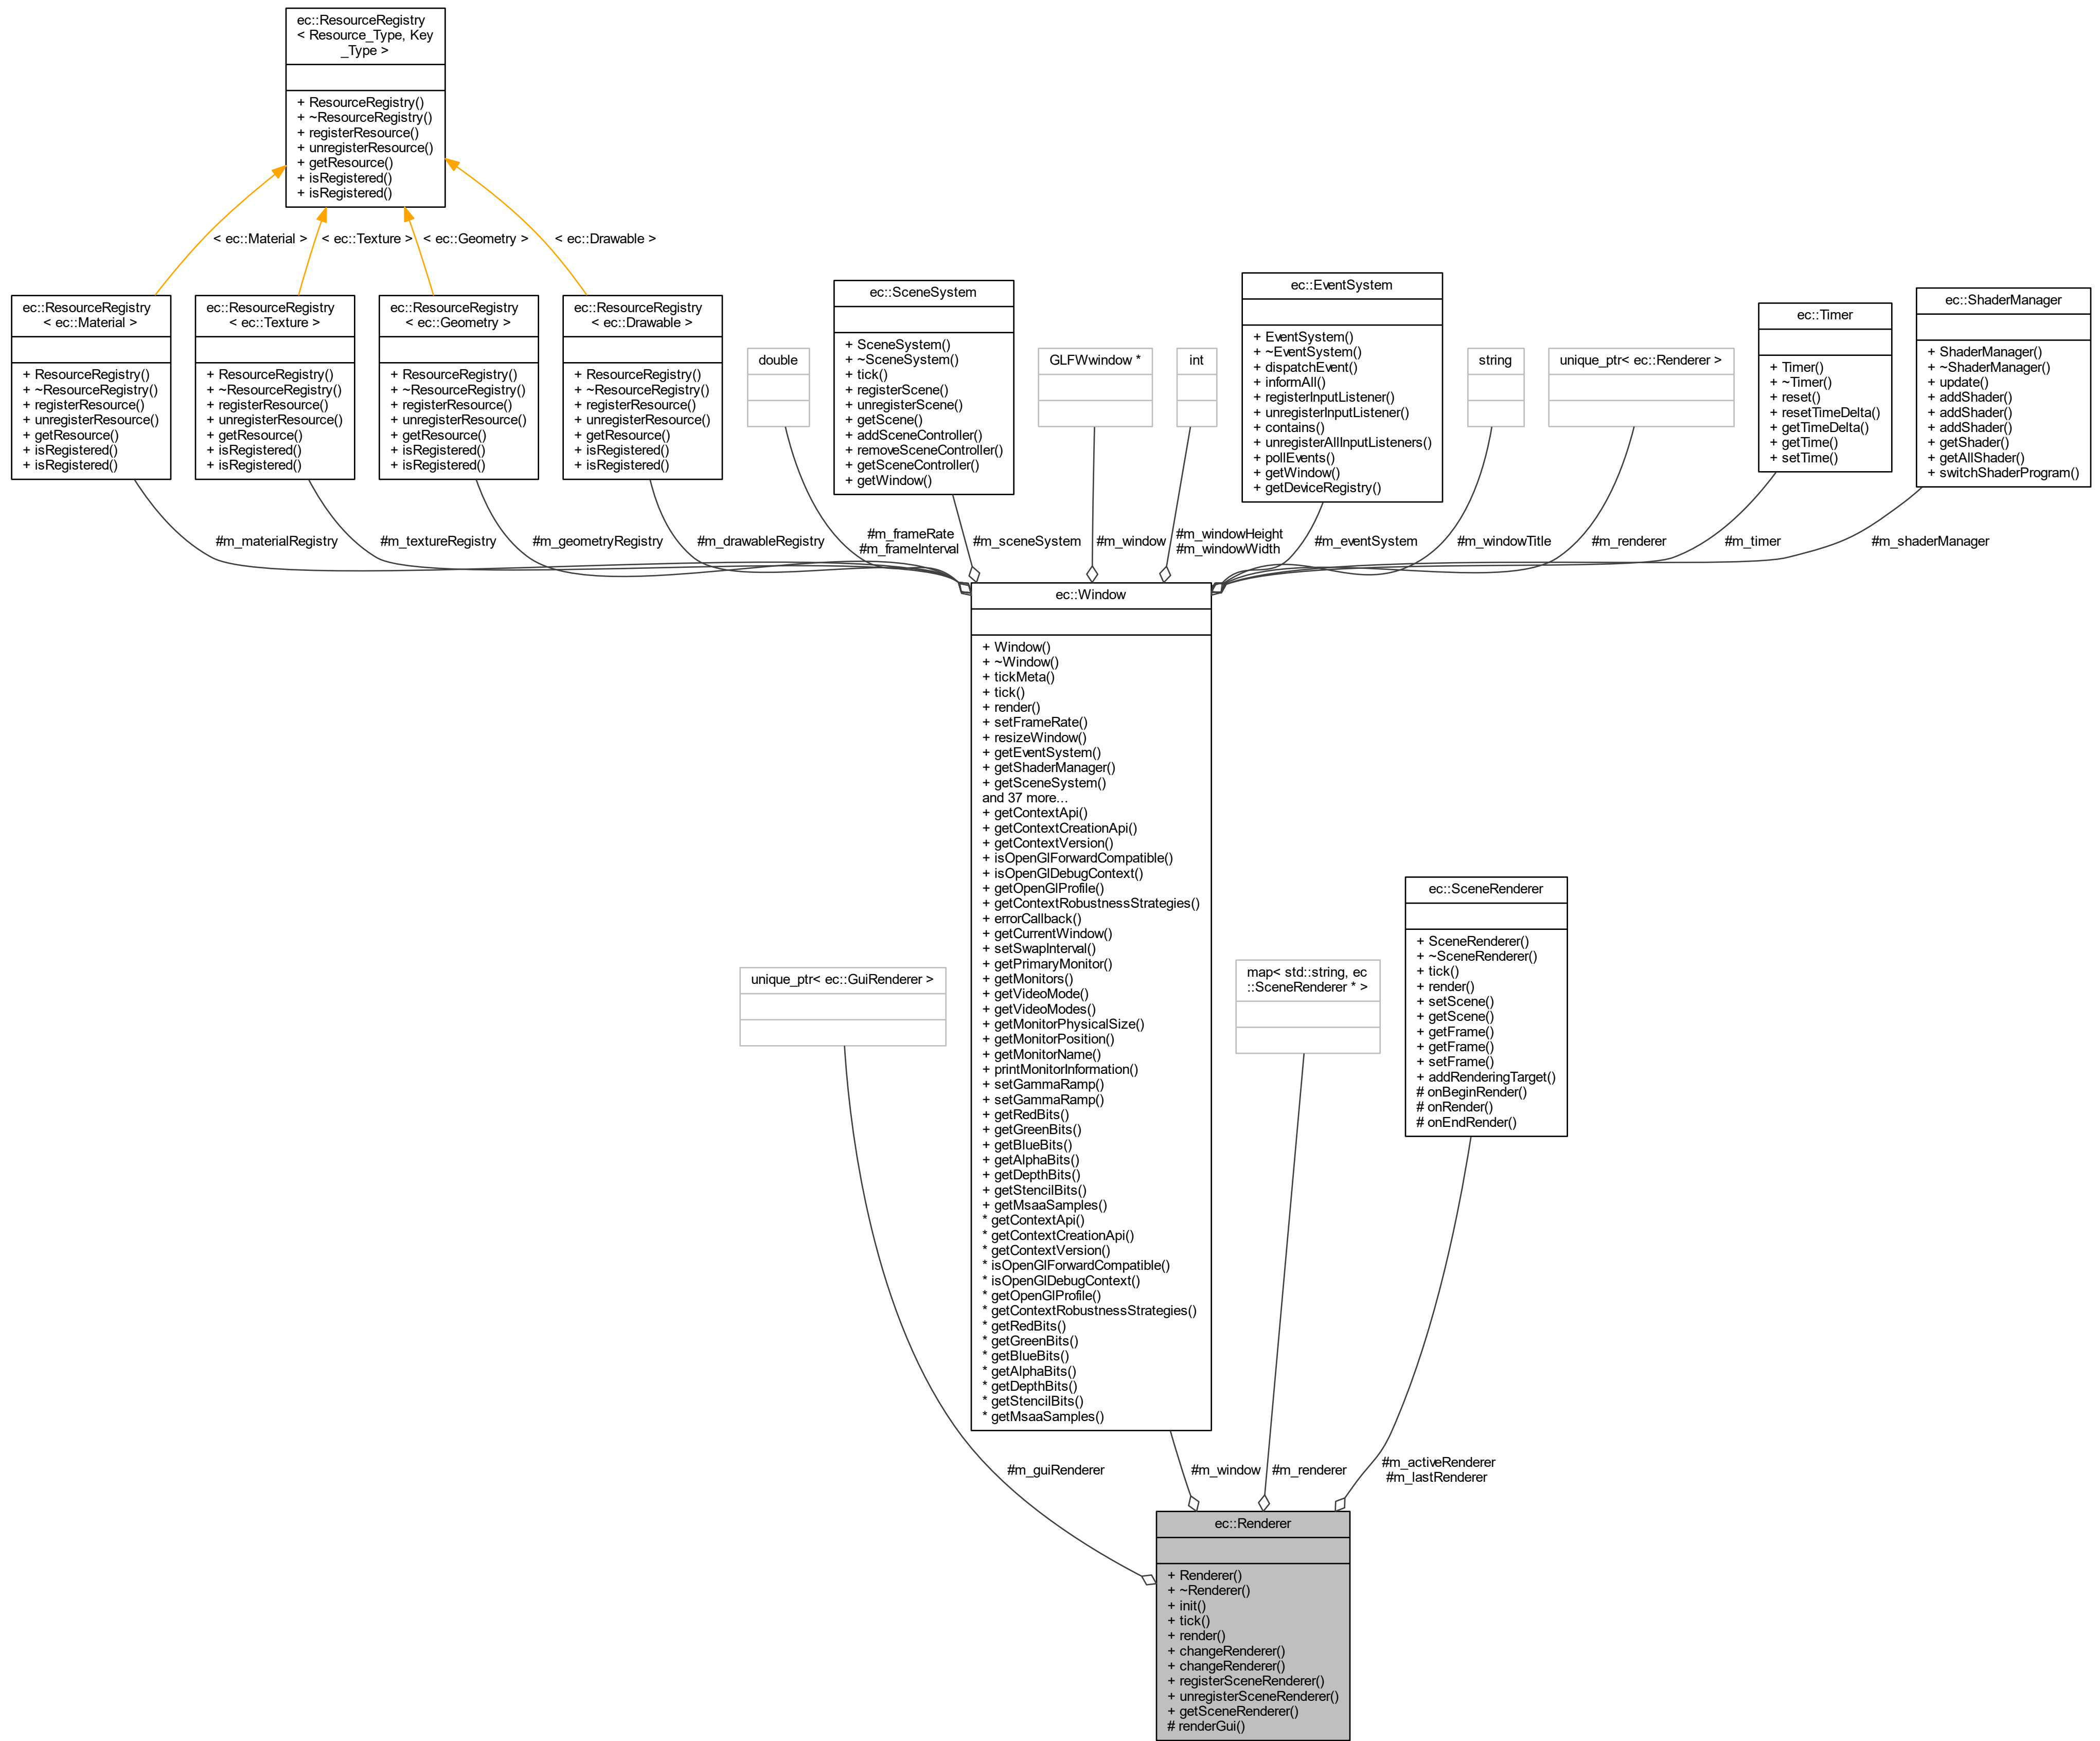 ec::ResourceRegistry
< Resource_Type, Key
_Type >
+ ResourceRegistry()
+ ~ResourceRegistry()
+ registerResource()
+ unregisterResource()
+ getResource()
+ isRegistered()
+ isRegistered()
< ec::Material >
< ec::Texture >
< ec::Geometry >
< ec::Drawable >
ec::ResourceRegistry
< ec::Material >
+ ResourceRegistry()
+ ~ResourceRegistry()
+ registerResource()
+ unregisterResource()
+ getResource()
+ isRegistered()
+ isRegistered()
ec::ResourceRegistry
< ec::Texture >
+ ResourceRegistry()
+ ~ResourceRegistry()
+ registerResource()
+ unregisterResource()
+ getResource()
+ isRegistered()
+ isRegistered()
ec::ResourceRegistry
< ec::Geometry >
+ ResourceRegistry()
+ ~ResourceRegistry()
+ registerResource()
+ unregisterResource()
+ getResource()
+ isRegistered()
+ isRegistered()
ec::ResourceRegistry
< ec::Drawable >
+ ResourceRegistry()
+ ~ResourceRegistry()
+ registerResource()
+ unregisterResource()
+ getResource()
+ isRegistered()
+ isRegistered()
double
ec::SceneSystem
+ SceneSystem()
+ ~SceneSystem()
+ tick()
+ registerScene()
+ unregisterScene()
+ getScene()
+ addSceneController()
+ removeSceneController()
+ getSceneController()
+ getWindow()
GLFWwindow *
int
ec::EventSystem
+ EventSystem()
+ ~EventSystem()
+ dispatchEvent()
+ informAll()
+ registerInputListener()
+ unregisterInputListener()
+ contains()
+ unregisterAllInputListeners()
+ pollEvents()
+ getWindow()
+ getDeviceRegistry()
string
unique_ptr< ec::Renderer >
ec::Timer
+ Timer()
+ ~Timer()
+ reset()
+ resetTimeDelta()
+ getTimeDelta()
+ getTime()
+ setTime()
ec::ShaderManager
+ ShaderManager()
+ ~ShaderManager()
+ update()
+ addShader()
+ addShader()
+ addShader()
+ getShader()
+ getAllShader()
+ switchShaderProgram()
#m_materialRegistry
#m_textureRegistry
#m_geometryRegistry
#m_drawableRegistry
#m_frameRate
#m_frameInterval
#m_sceneSystem
#m_window
#m_windowHeight
#m_windowWidth
#m_eventSystem
#m_windowTitle
#m_renderer
#m_timer
#m_shaderManager
ec::Window
+ Window()
+ ~Window()
+ tickMeta()
+ tick()
+ render()
+ setFrameRate()
+ resizeWindow()
+ getEventSystem()
+ getShaderManager()
+ getSceneSystem()
and 37 more...
+ getContextApi()
+ getContextCreationApi()
+ getContextVersion()
+ isOpenGlForwardCompatible()
+ isOpenGlDebugContext()
+ getOpenGlProfile()
+ getContextRobustnessStrategies()
+ errorCallback()
+ getCurrentWindow()
+ setSwapInterval()
+ getPrimaryMonitor()
+ getMonitors()
+ getVideoMode()
+ getVideoModes()
+ getMonitorPhysicalSize()
+ getMonitorPosition()
+ getMonitorName()
+ printMonitorInformation()
+ setGammaRamp()
+ setGammaRamp()
+ getRedBits()
+ getGreenBits()
+ getBlueBits()
+ getAlphaBits()
+ getDepthBits()
+ getStencilBits()
+ getMsaaSamples()
* getContextApi()
* getContextCreationApi()
* getContextVersion()
* isOpenGlForwardCompatible()
* isOpenGlDebugContext()
* getOpenGlProfile()
* getContextRobustnessStrategies()
* getRedBits()
* getGreenBits()
* getBlueBits()
* getAlphaBits()
* getDepthBits()
* getStencilBits()
* getMsaaSamples()
unique_ptr< ec::GuiRenderer >
map< std::string, ec
::SceneRenderer * >
ec::SceneRenderer
+ SceneRenderer()
+ ~SceneRenderer()
+ tick()
+ render()
+ setScene()
+ getScene()
+ getFrame()
+ getFrame()
+ setFrame()
+ addRenderingTarget()
# onBeginRender()
# onRender()
# onEndRender()
#m_guiRenderer
#m_window
#m_renderer
#m_activeRenderer
#m_lastRenderer
ec::Renderer
+ Renderer()
+ ~Renderer()
+ init()
+ tick()
+ render()
+ changeRenderer()
+ changeRenderer()
+ registerSceneRenderer()
+ unregisterSceneRenderer()
+ getSceneRenderer()
# renderGui()